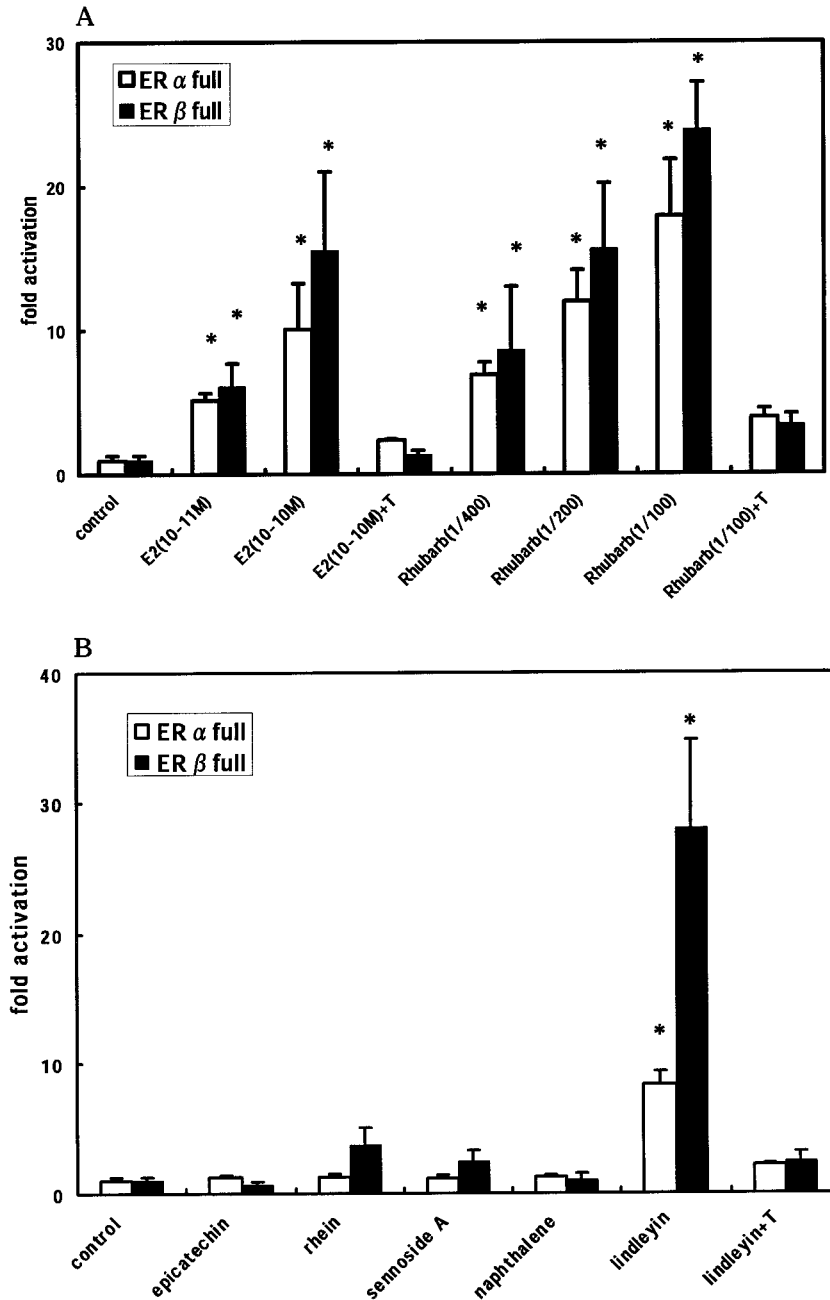 A
30
20
10
0
fold activation
ER α full
ER β full
*
*
*
*
*
*
*
*
*
*
control
E2(10-11M)
E2(10-10M)
E2(10-10M)+T
Rhubarb(1/400)
Rhubarb(1/200)
Rhubarb(1/100)
Rhubarb(1/100)+T
B
40
30
20
10
0
fold activation
ER α full
ER β full
*
*
control
epicatechin
rhein
sennoside A
naphthalene
lindleyin
lindleyin+T